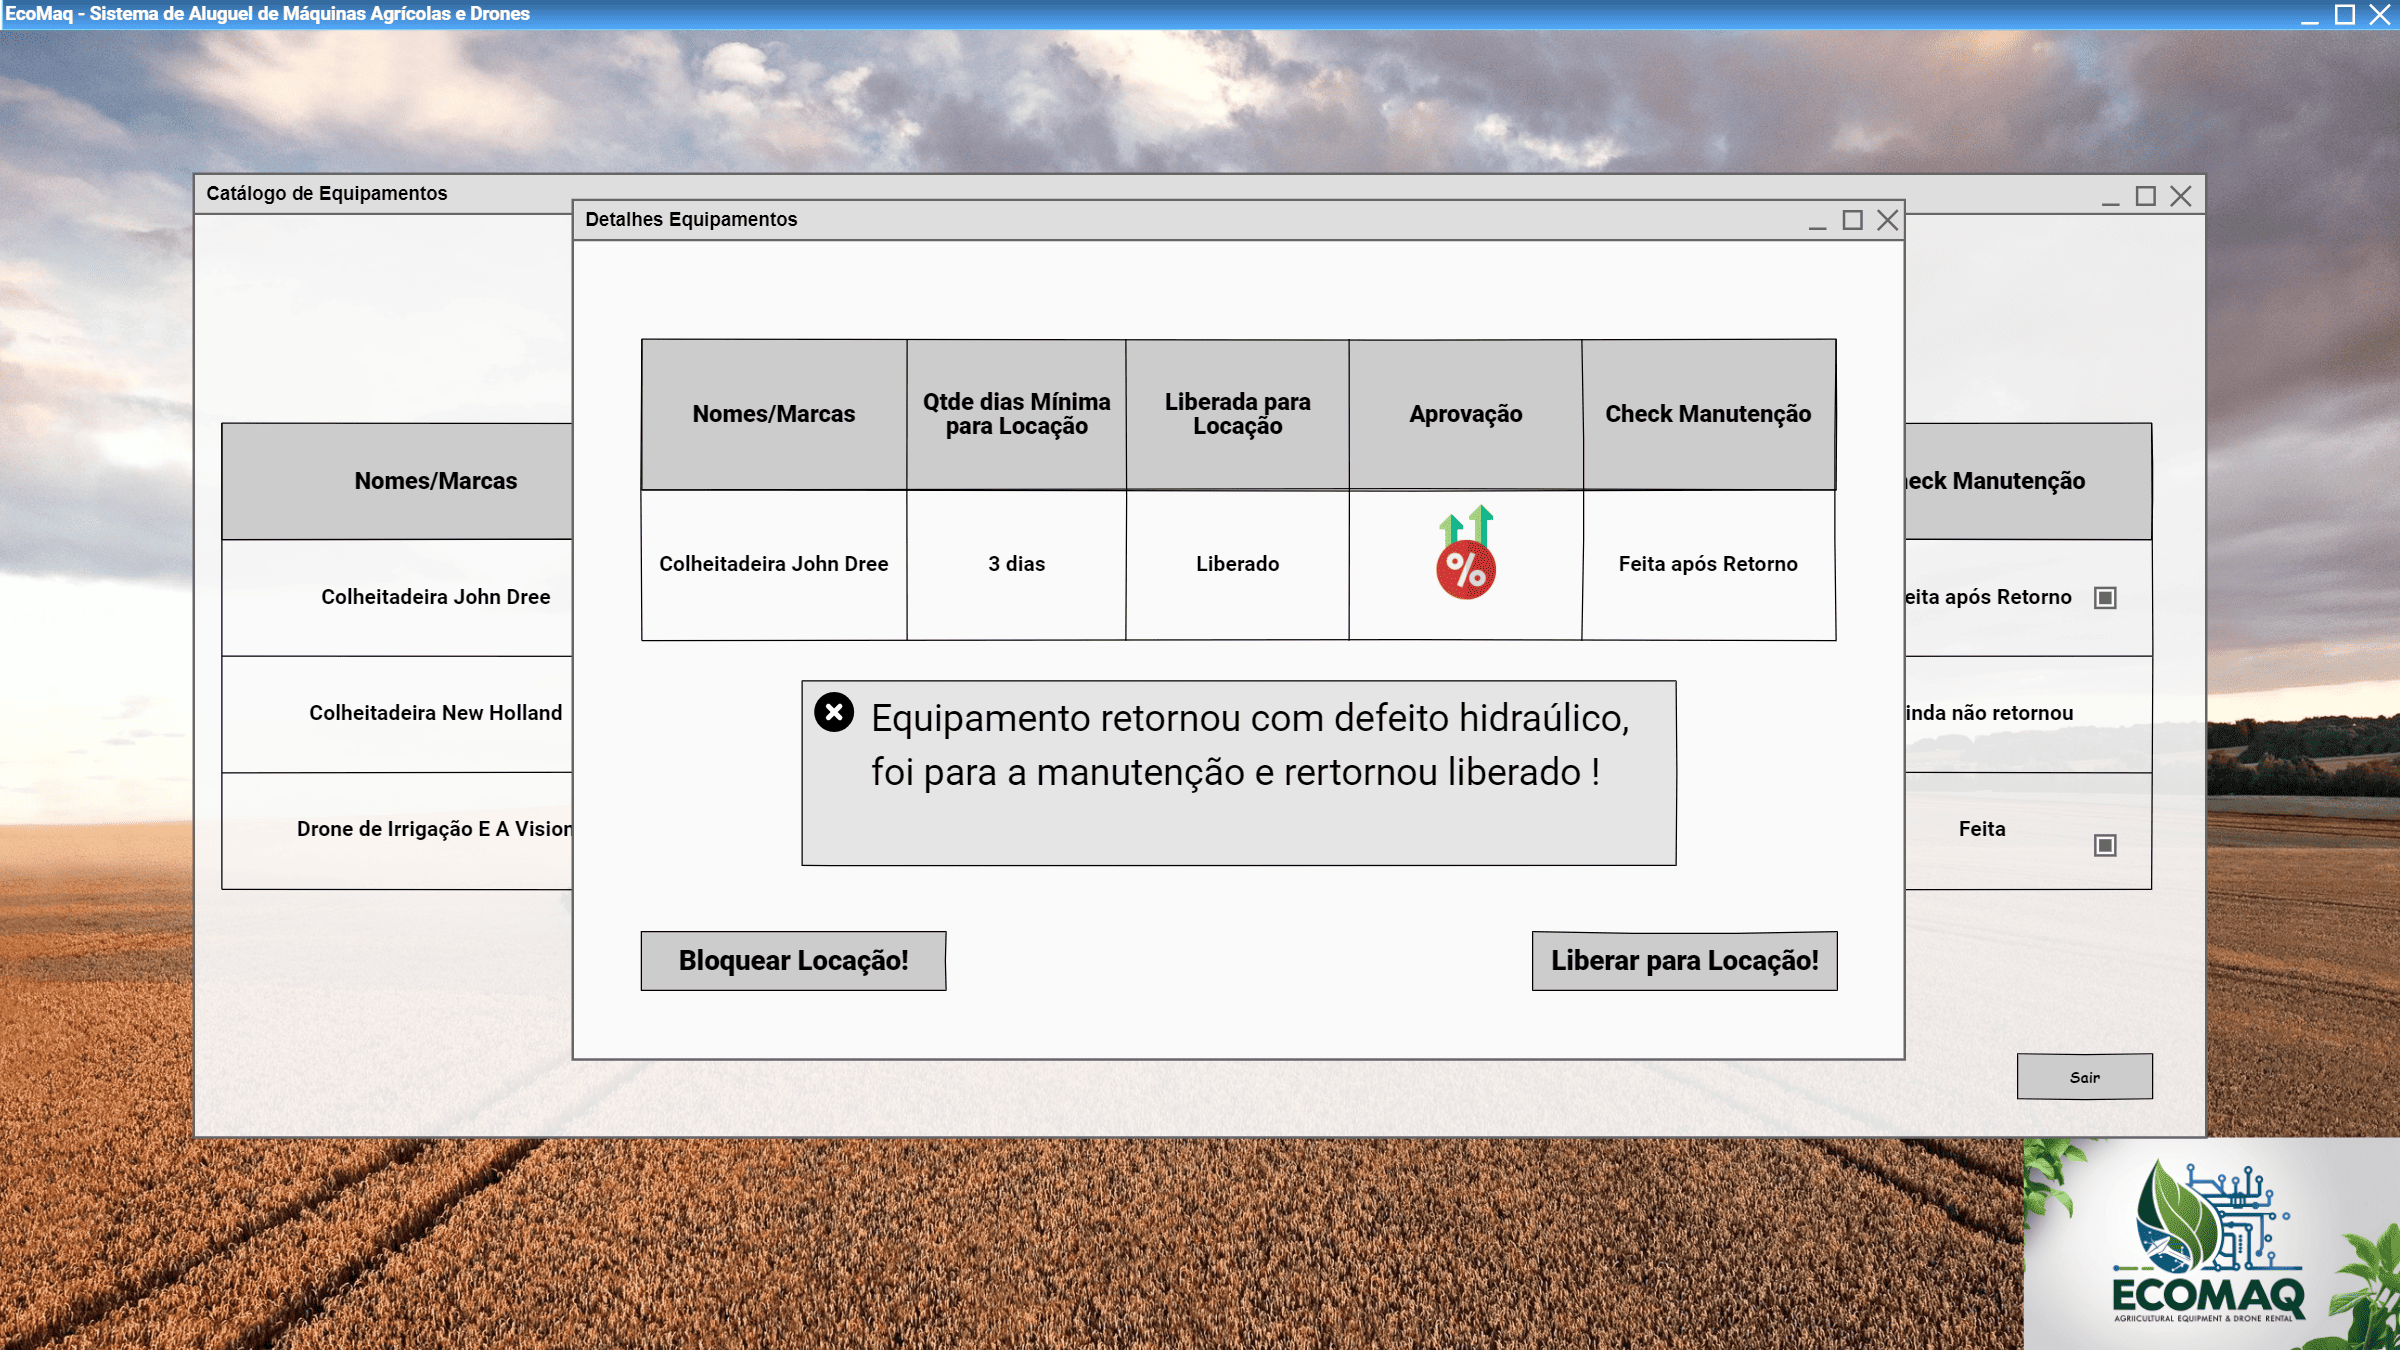 EcoMaq - Sistema de Aluguel de Máquinas Agrícolas e Drones
Catálogo de Equipamentos
Detalhes Equipamentos
Nomes/Marcas
Qtde dias Mínima
para Locação
Liberada para
Locação
Aprovação
Check Manutenção
Colheitadeira John Dree
3 dias
Liberado
%
Feita após Retorno
Equipamento retornou com defeito hidraúlico,
foi para a manutenção e rertornou liberado !
Bloquear Locação!
Liberar para Locação!
Nomes/Marcas
eck Manutenção
Colheitadeira John Dree
eita após Retorno
Colheitadeira New Holland
inda não retornou
Drone de Irrigação E A Vision
Feita
Sair
ECOMAQ
AGRIICULTURAL EQUIPMENT & DRONE RENTAL